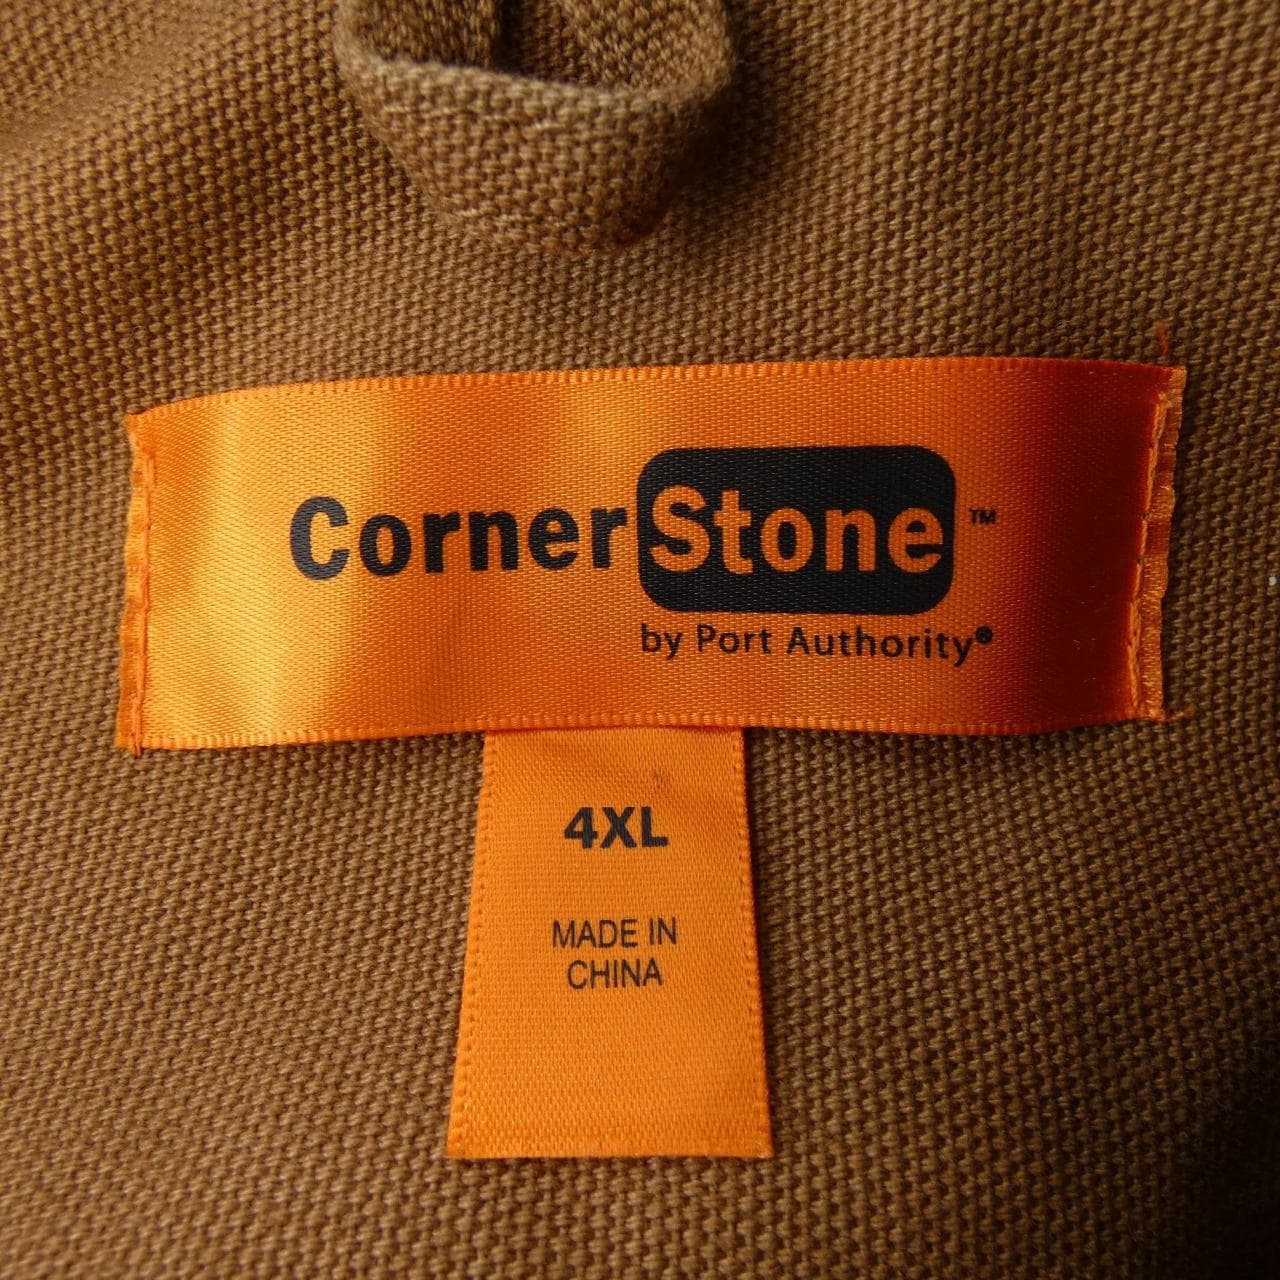 CornerStone™
by Port Authority®
4XL
MADE IN
CHINA